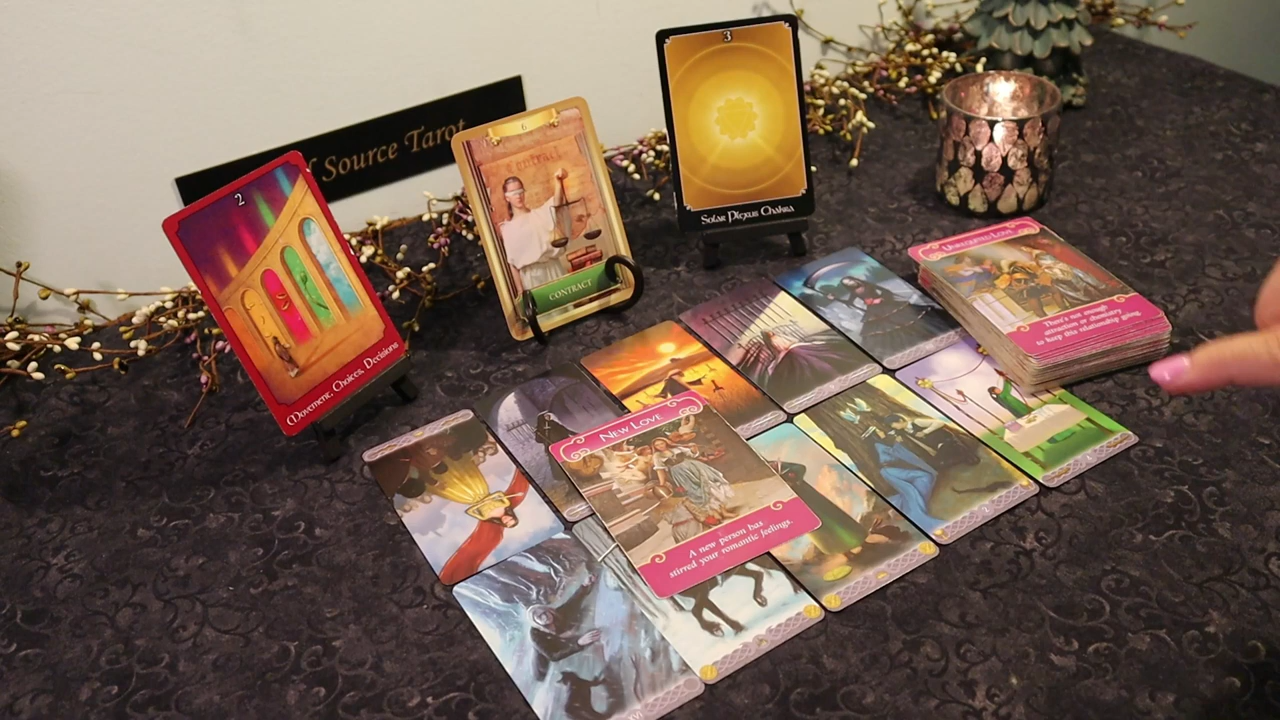 Source Tarot
2
Movement, Choices, Decisions
6
Contract
CONTRACT
3
Solar Plexus Chakra
UNREQUITED LOVE
There's not enough
attraction or chemistry
to keep this relationship going.
NEW LOVE
A new person has
stirred your romantic feelings.